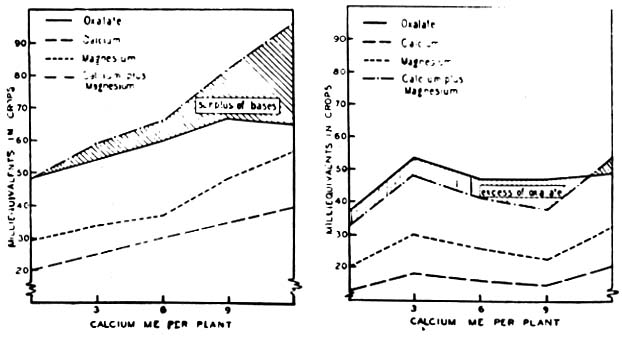 Oxalate
Calcium
Magnesium
Calcium plus
Magnesium
surplus of bases
MILLIEQUIVALENTS IN CROPS
90
80
70
60
50
40
30
20
3
6
9
CALCIUM ME PER PLANT
Oxalate
Calcium
Magnesium
Calcium plus
Magnesium
excess of oxalate
MILLIEQUIVALENTS IN CROPS
90
80
70
60
50
40
30
20
3
6
9
CALCIUM ME PER PLANT